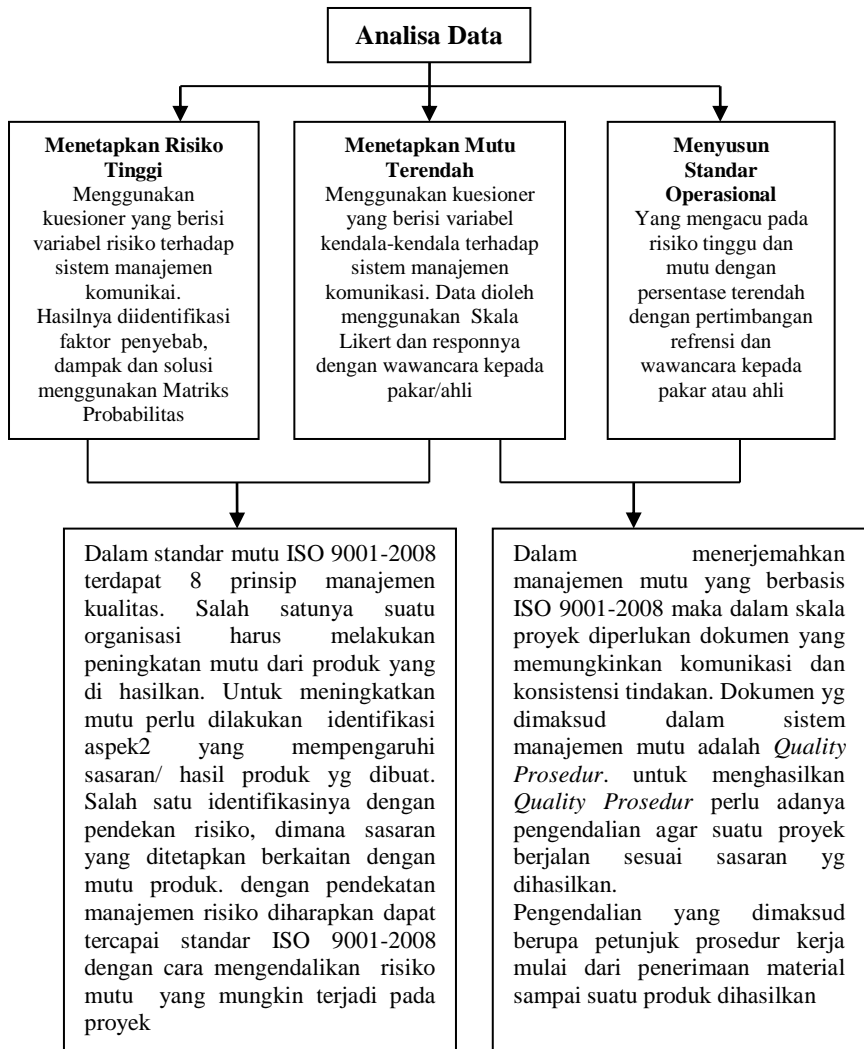 Analisa Data
Menetapkan Risiko
Tinggi
Menggunakan
kuesioner yang berisi
variabel risiko terhadap
sistem manajemen
komunikai.
Hasilnya diidentifikasi
faktor penyebab,
dampak dan solusi
menggunakan Matriks
Probabilitas
Menetapkan Mutu
Terendah
Menggunakan kuesioner
yang berisi variabel
kendala-kendala terhadap
sistem manajemen
komunikasi. Data dioleh
menggunakan Skala
Likert dan responnya
dengan wawancara kepada
pakar/ahli
Menyusun
Standar
Operasional
Yang mengacu pada
risiko tinggu dan
mutu dengan
persentase terendah
dengan pertimbangan
refrensi dan
wawancara kepada
pakar atau ahli
Dalam standar mutu ISO 9001-2008
terdapat 8 prinsip manajemen
kualitas. Salah satunya suatu
organisasi harus melakukan
peningkatan mutu dari produk yang
di hasilkan. Untuk meningkatkan
mutu perlu dilakukan identifikasi
aspek2 yang mempengaruhi
sasaran/ hasil produk yg dibuat.
Salah satu identifikasinya dengan
pendekan risiko, dimana sasaran
yang ditetapkan berkaitan dengan
mutu produk. dengan pendekatan
manajemen risiko diharapkan dapat
tercapai standar ISO 9001-2008
dengan cara mengendalikan risiko
mutu yang mungkin terjadi pada
proyek
Dalam menerjemahkan
manajemen mutu yang berbasis
ISO 9001-2008 maka dalam skala
proyek diperlukan dokumen yang
memungkinkan komunikasi dan
konsistensi tindakan. Dokumen yg
dimaksud dalam sistem
manajemen mutu adalah Quality
Prosedur. untuk menghasilkan
Quality Prosedur perlu adanya
pengendalian agar suatu proyek
berjalan sesuai sasaran yg
dihasilkan.
Pengendalian yang dimaksud
berupa petunjuk prosedur kerja
mulai dari penerimaan material
sampai suatu produk dihasilkan